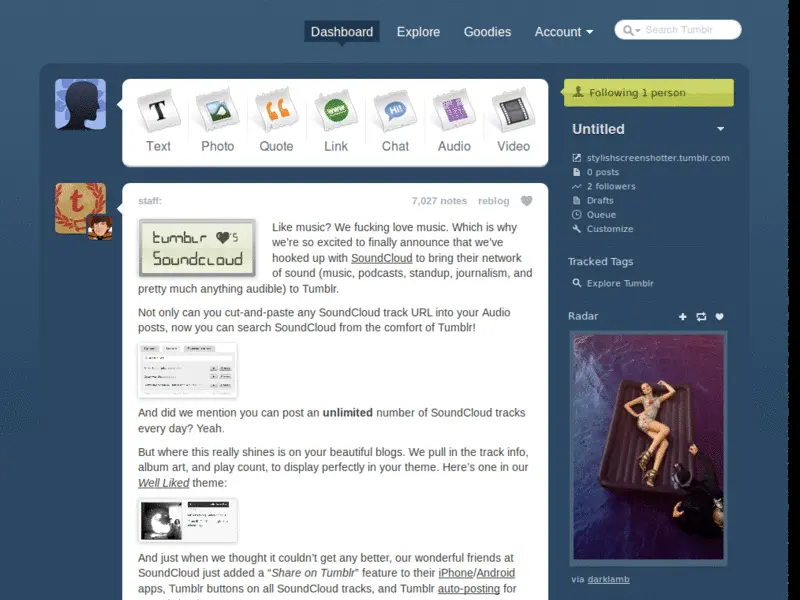 Dashboard Explore Goodies Account Search Tumblr
T WWW Hi!
Text Photo Quote Link Chat Audio Video
Following 1 person
Untitled
stylishscreenshotter.tumblr.com
0 posts
2 followers
Drafts
Queue
Customize
Tracked Tags
Explore Tumblr
Radar
via darklamb
t
staff: 7,027 notes reblog
tumblr ♥'s
Soundcloud
Like music? We fucking love music. Which is why
we're so excited to finally announce that we've
hooked up with SoundCloud to bring their network
of sound (music, podcasts, standup, journalism, and
pretty much anything audible) to Tumblr.
Not only can you cut-and-paste any SoundCloud track URL into your Audio
posts, now you can search SoundCloud from the comfort of Tumblr!
And did we mention you can post an unlimited number of SoundCloud tracks
every day? Yeah.
But where this really shines is on your beautiful blogs. We pull in the track info,
album art, and play count, to display perfectly in your theme. Here's one in our
Well Liked theme:
And just when we thought it couldn't get any better, our wonderful friends at
SoundCloud just added a "Share on Tumblr" feature to their iPhone/Android
apps, Tumblr buttons on all SoundCloud tracks, and Tumblr auto-posting for